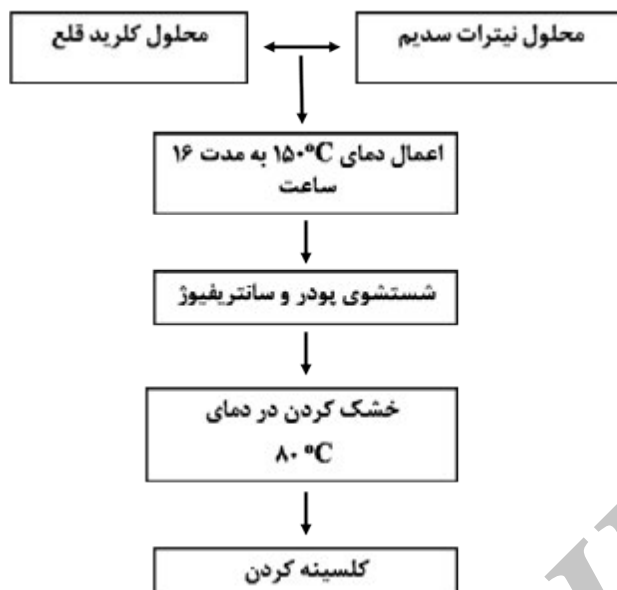 محلول نیترات سدیم
محلول کلرید قلع
اعمال دمای ۱۵۰°C به مدت ۱۶
ساعت
شستشوی پودر و سانتریفیوژ
خشک کردن در دمای
۸۰ °C
کلسینه کردن